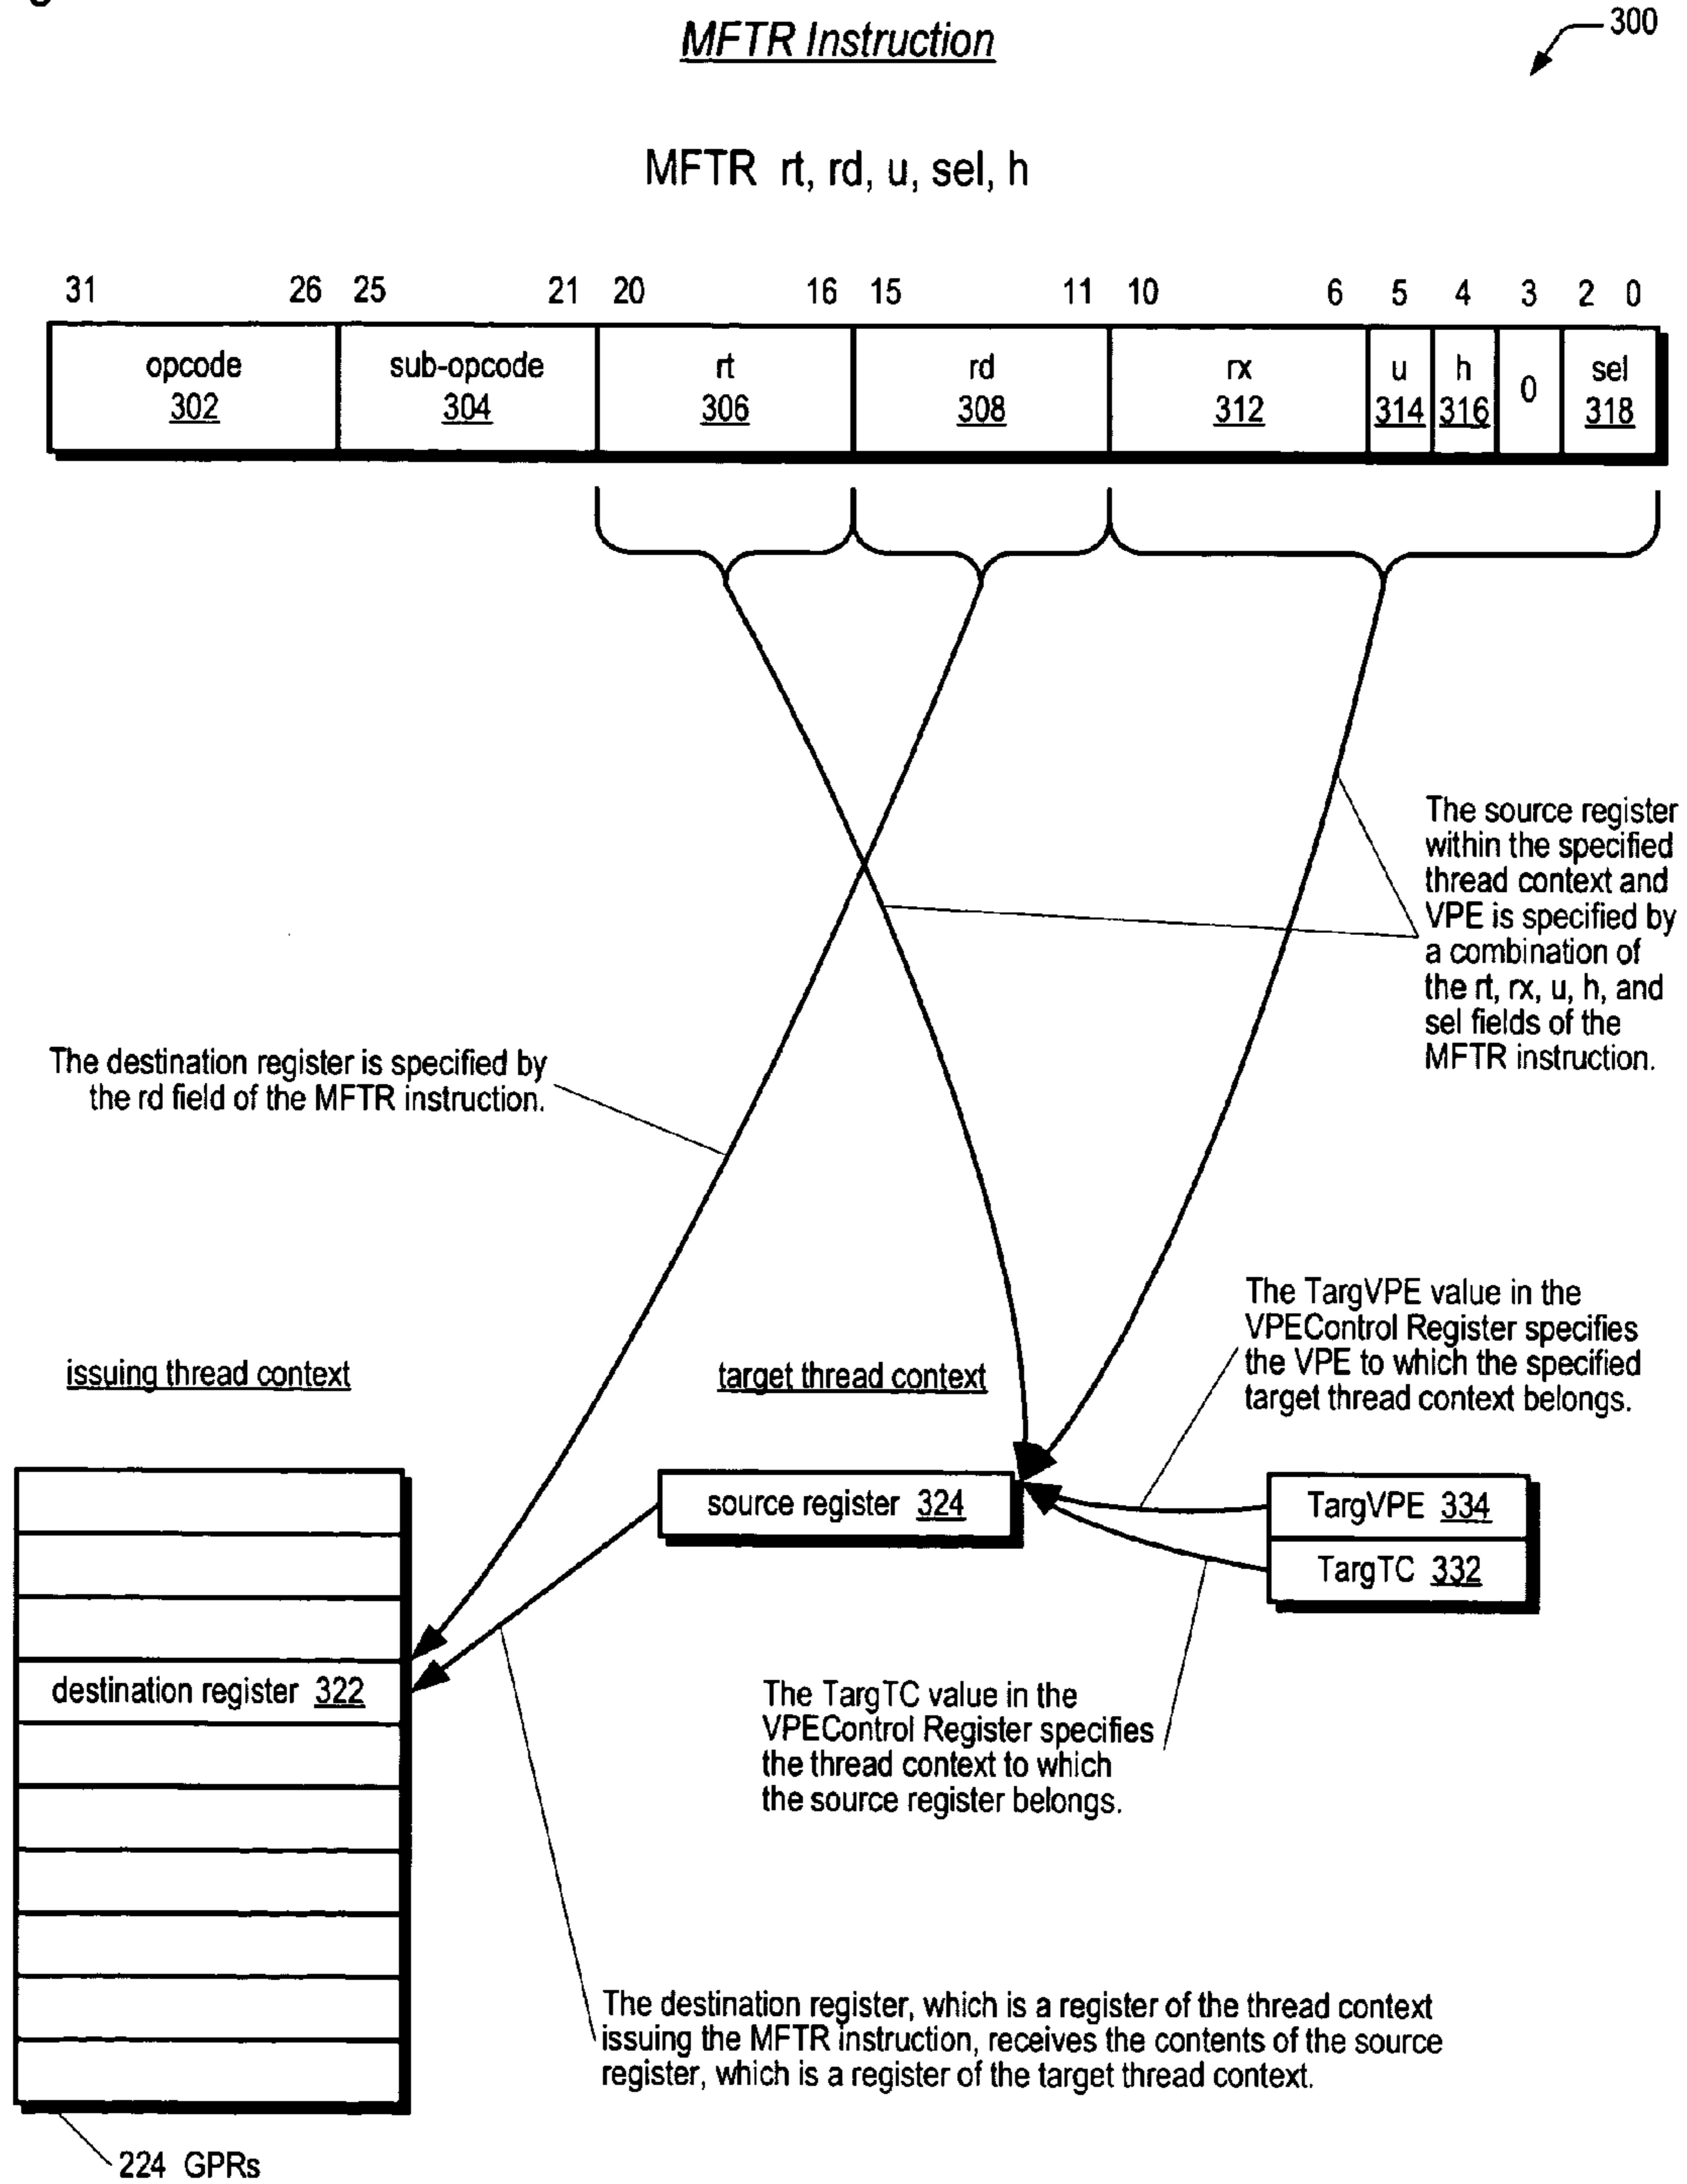 MFTR Instruction
300
MFTR rt, rd, u, sel, h
31 26 25 21 20 16 15 11 10 6 5 4 3 2 0
opcode sub-opcode rt rd rx u h 0 sel
302 304 306 308 312 314 316 318
The source register
within the specified
thread context and
VPE is specified by
a combination of
the rt, rx, u, h, and
sel fields of the
MFTR instruction.
The destination register is specified by
the rd field of the MFTR instruction.
The TargVPE value in the
VPEControl Register specifies
the VPE to which the specified
target thread context belongs.
issuing thread context
target thread context
source register 324
TargVPE 334
TargTC 332
destination register 322
The TargTC value in the
VPEControl Register specifies
the thread context to which
the source register belongs.
The destination register, which is a register of the thread context
issuing the MFTR instruction, receives the contents of the source
register, which is a register of the target thread context.
224 GPRs